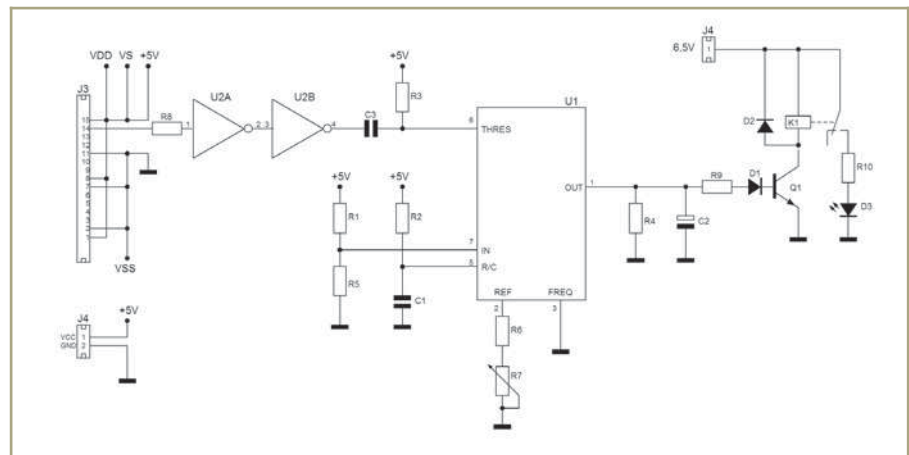 J4
6,5V
1
VDD
VS
+5V
J3
15
14
13
12
11
10
9
8
7
6
5
4
3
2
1
R8
1
U2A
2
3
U2B
4
C3
+5V
R3
U1
6
THRES
D2
K1
R10
D3
OUT
1
R9
D1
Q1
R4
C2
+5V
+5V
R1
R2
7
IN
5
R/C
R5
C1
VSS
REF
2
FREQ
3
R6
R7
J4
+5V
VCC
1
GND
2